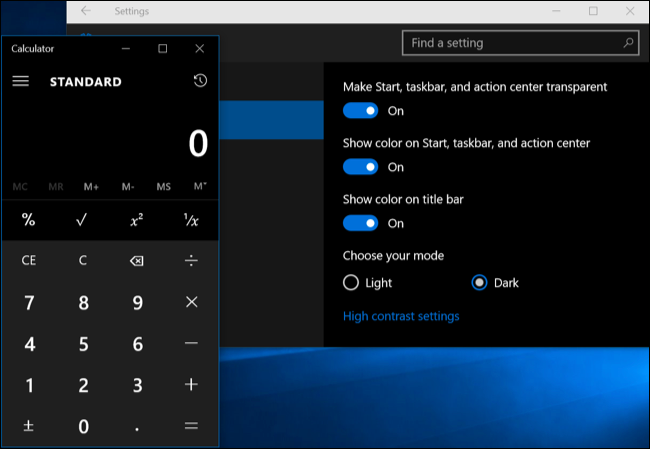 Settings
Find a setting
Make Start, taskbar, and action center transparent
On
Show color on Start, taskbar, and action center
On
Show color on title bar
On
Choose your mode
Light Dark
High contrast settings
Calculator
STANDARD
0
MC MR M+ M- MS M˅
% √ x² ¹/x
CE C ÷
7 8 9 ×
4 5 6 −
1 2 3 +
± 0 . =